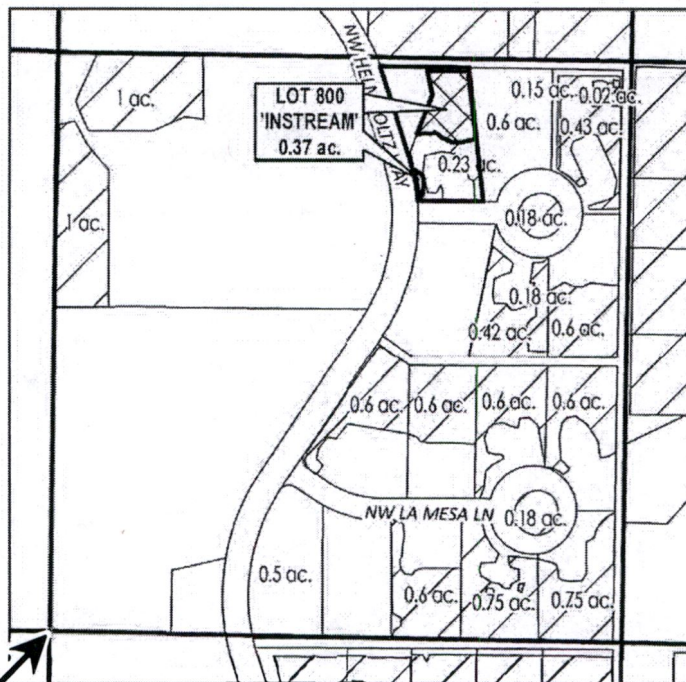 NW HELMHOLTZ WAY
1 ac.
LOT 800
'INSTREAM'
0.37 ac.
0.15 ac.
0.02 ac.
0.6 ac.
0.43 ac.
0.23 ac.
1 ac.
0.18 ac.
0.18 ac.
0.42 ac.
0.6 ac.
0.6 ac.
0.6 ac.
0.6 ac.
0.6 ac.
NW LA MESA LN
0.18 ac.
0.5 ac.
0.6 ac.
0.75 ac.
0.75 ac.